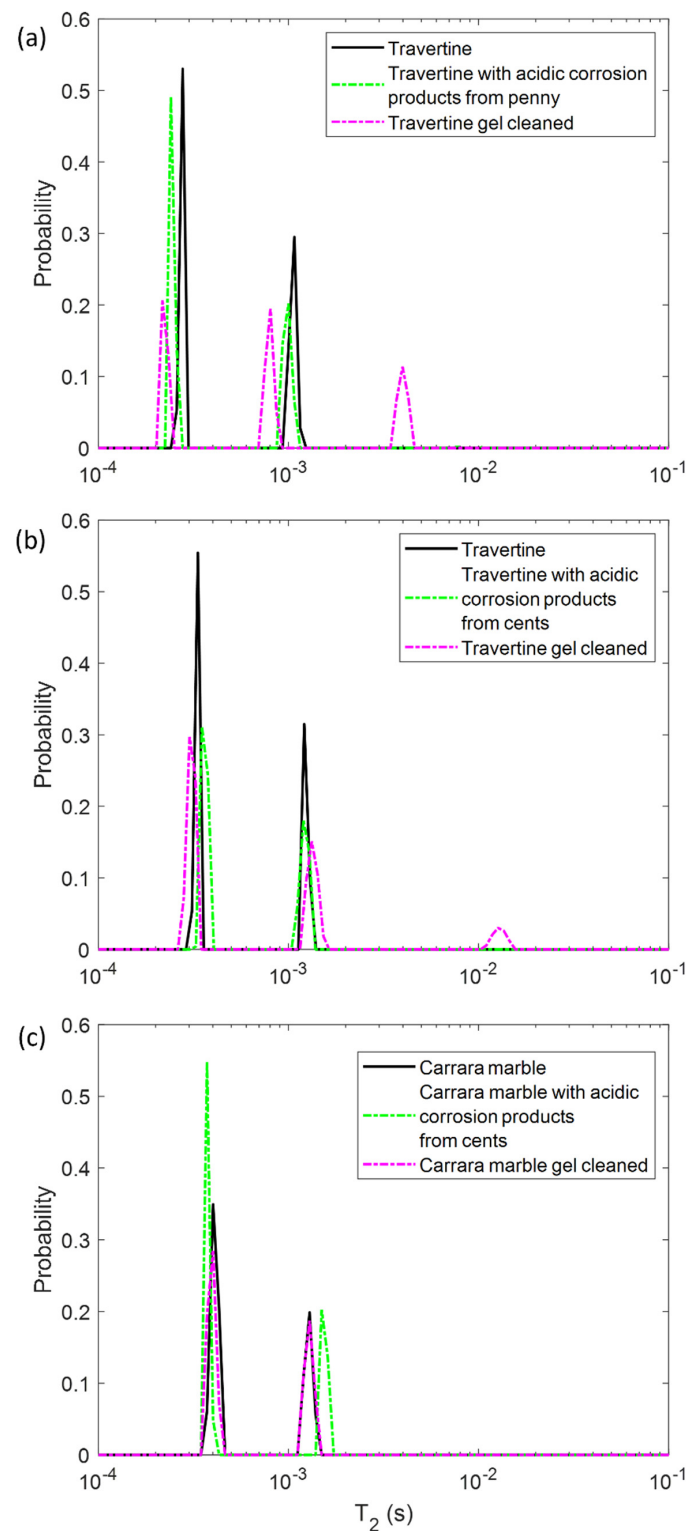 (a)
0.6
0.5
0.4
0.3
0.2
0.1
0
Probability
Travertine
Travertine with acidic corrosion
products from penny
Travertine gel cleaned
10-4
10-3
10-2
10-1
(b)
0.6
0.5
0.4
0.3
0.2
0.1
0
Probability
Travertine
Travertine with acidic
corrosion products
from cents
Travertine gel cleaned
10-4
10-3
10-2
10-1
(c)
0.6
0.5
0.4
0.3
0.2
0.1
0
Probability
Carrara marble
Carrara marble with acidic
corrosion products
from cents
Carrara marble gel cleaned
10-4
10-3
10-2
10-1
T2 (s)